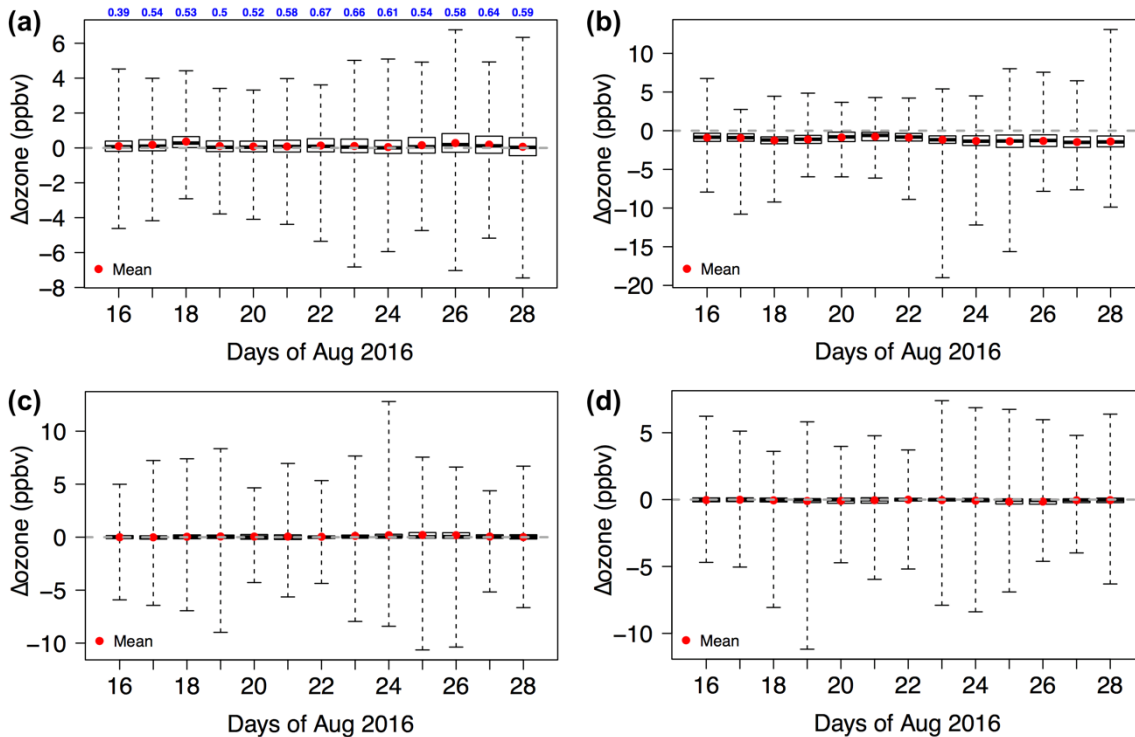 (a)
0.39 0.54 0.53 0.5 0.52 0.58 0.67 0.66 0.61 0.54 0.58 0.64 0.59
Δozone (ppbv)
6
4
2
0
−2
−4
−6
−8
Mean
16 18 20 22 24 26 28
Days of Aug 2016
(b)
Δozone (ppbv)
10
5
0
−5
−10
−15
−20
Mean
16 18 20 22 24 26 28
Days of Aug 2016
(c)
Δozone (ppbv)
10
5
0
−5
−10
Mean
16 18 20 22 24 26 28
Days of Aug 2016
(d)
Δozone (ppbv)
5
0
−5
−10
Mean
16 18 20 22 24 26 28
Days of Aug 2016